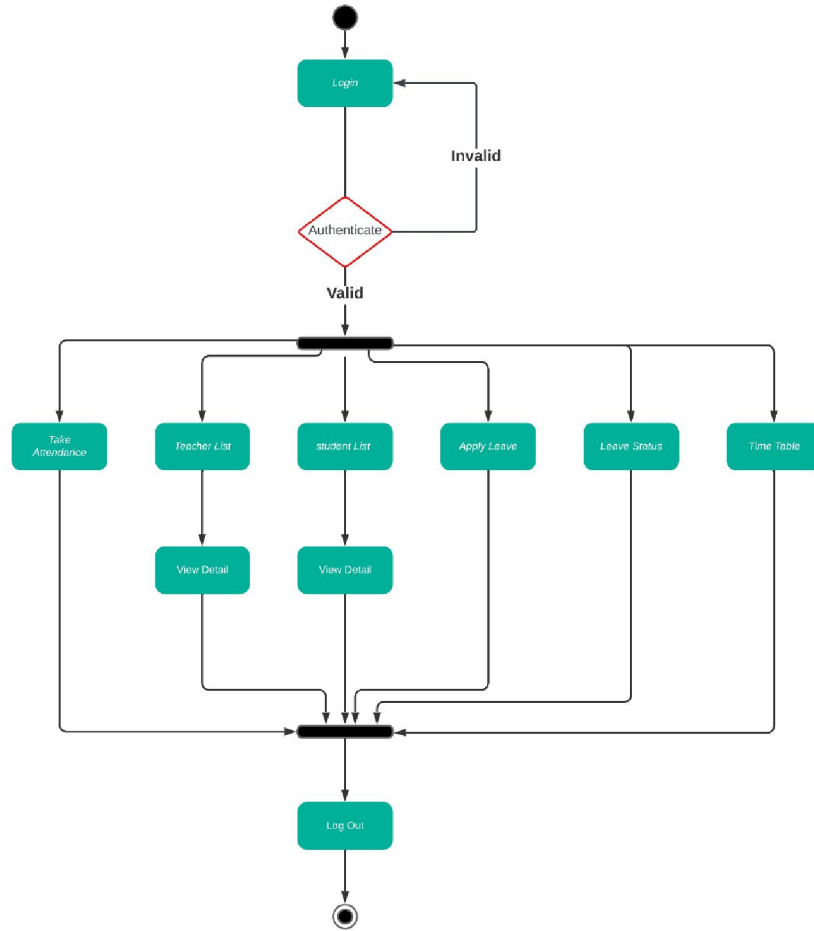 Login
Invalid
Authenticate
Valid
Take
Attendance
Teacher List
student List
Apply Leave
Leave Status
Time Table
View Detail
View Detail
Log Out